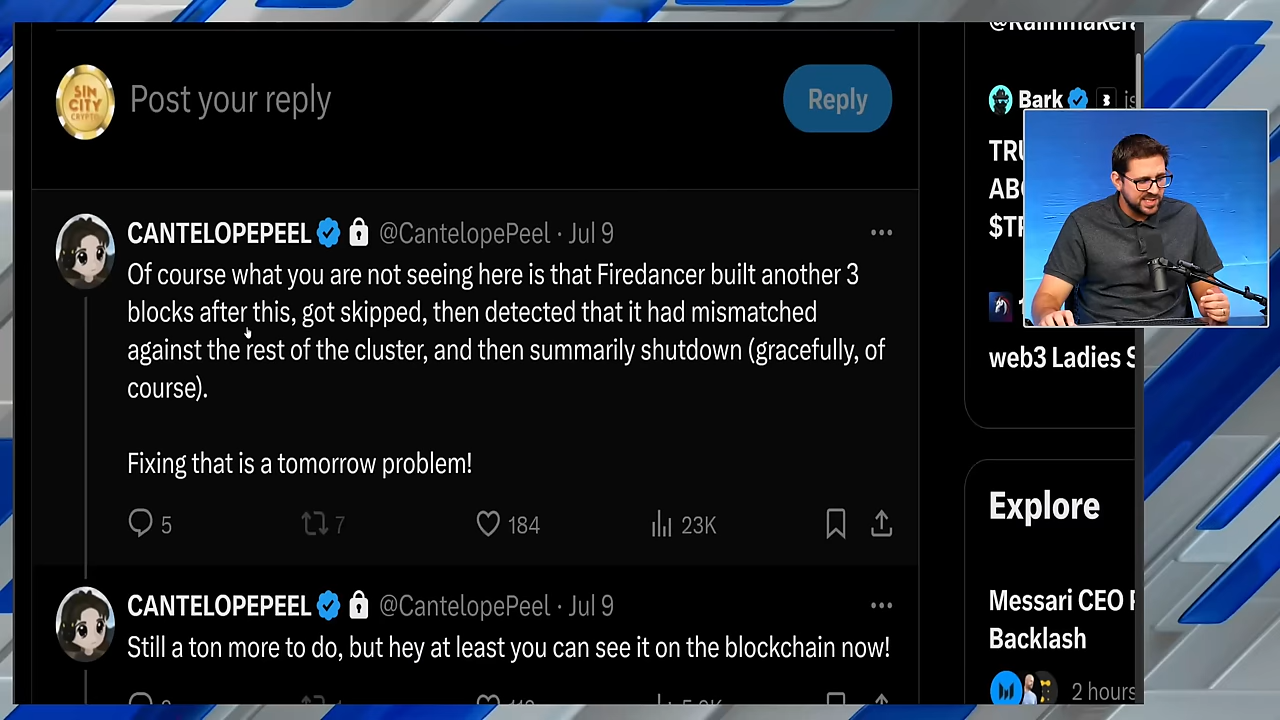 SIN
CITY
CRYPTO
Post your reply
Reply
CANTELOPEPEEL @CantelopePeel · Jul 9
Of course what you are not seeing here is that Firedancer built another 3
blocks after this, got skipped, then detected that it had mismatched
against the rest of the cluster, and then summarily shutdown (gracefully, of
course).
Fixing that is a tomorrow problem!
5
7
184
23K
CANTELOPEPEEL @CantelopePeel · Jul 9
Still a ton more to do, but hey at least you can see it on the blockchain now!
Bark
web3 Ladies S
Explore
Messari CEO
Backlash
2 hours